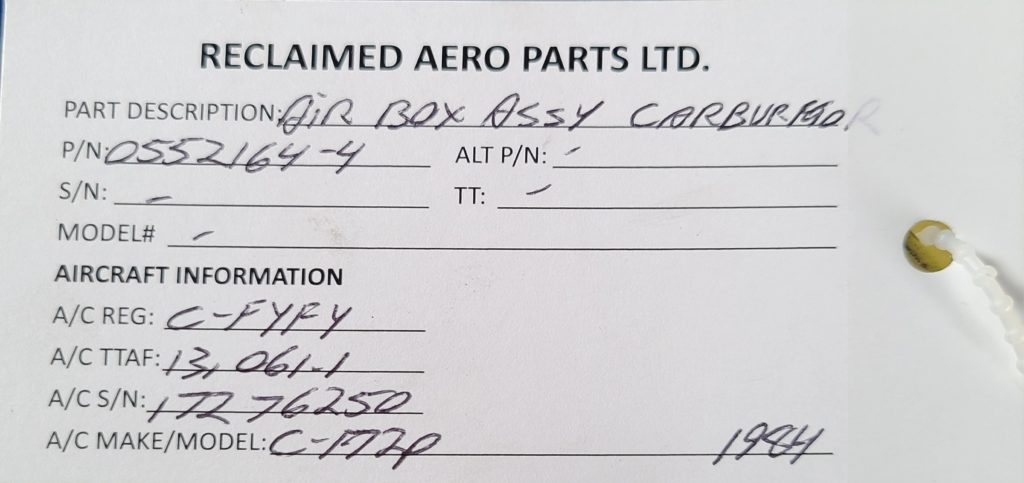 RECLAIMED AERO PARTS LTD.
PART DESCRIPTION: AIR BOX ASSY CARBURETOR
P/N: 0552164-4 ALT P/N: -
S/N: - TT: -
MODEL# -
AIRCRAFT INFORMATION
A/C REG: C-FYFY
A/C TTAF: 13,061.1
A/C S/N: 17276250
A/C MAKE/MODEL: C-172P 1984